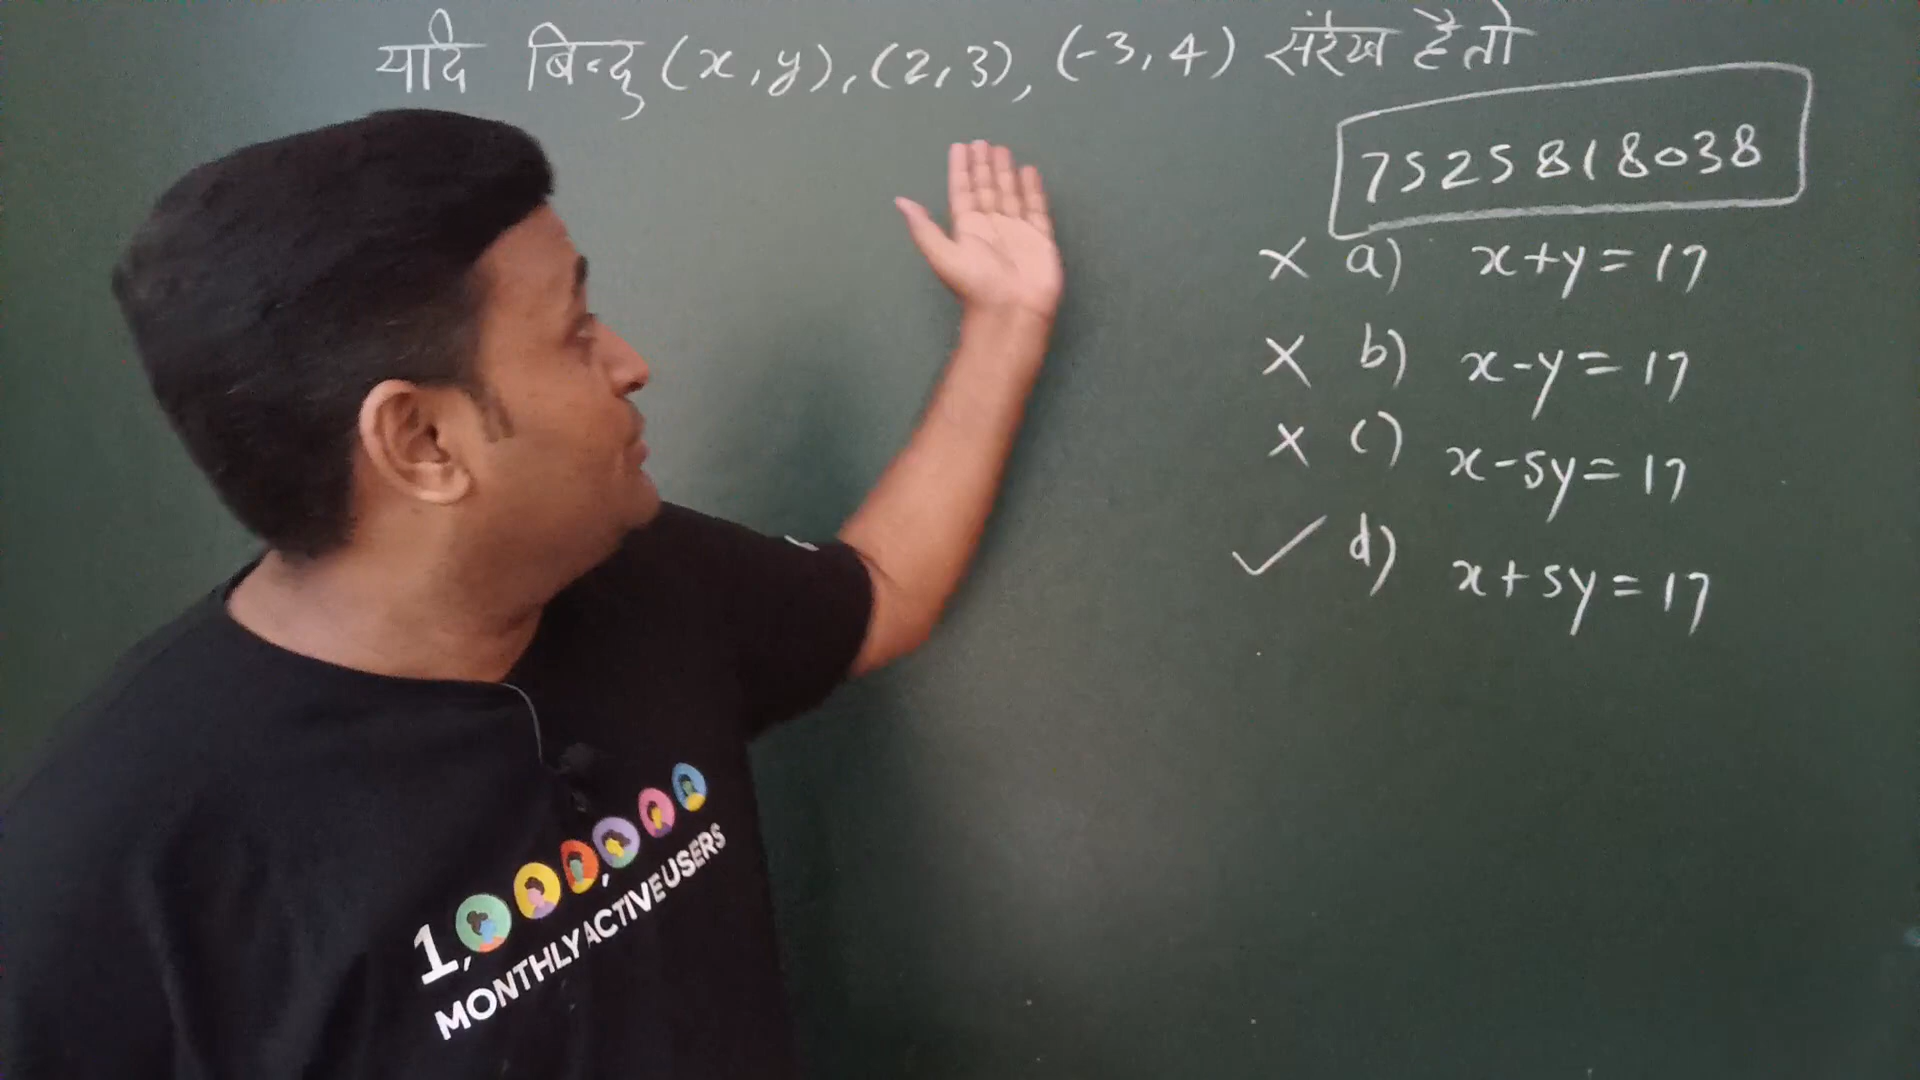 यदि बिन्दु (x,y), (2,3), (-3,4) संरेख है तो
7525818038
× a) x+y=17
× b) x-y=17
× c) x-5y=17
✓ d) x+5y=17
1,
MONTHLY ACTIVE USERS